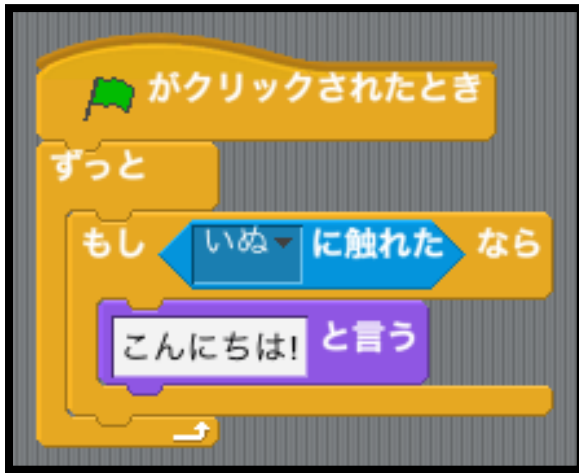 がクリックされたとき
ずっと
もし いぬ に触れた なら
こんにちは! と言う